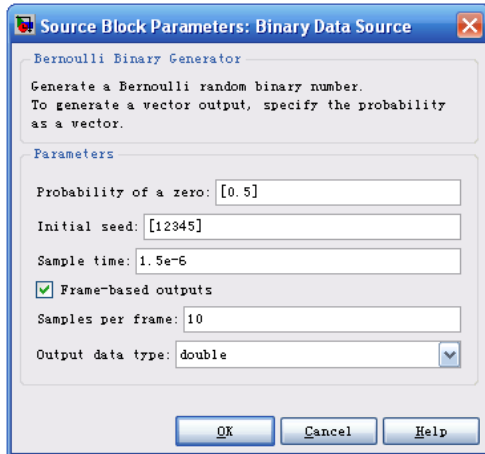 Source Block Parameters: Binary Data Source
Bernoulli Binary Generator
Generate a Bernoulli random binary number.
To generate a vector output, specify the probability
as a vector.
Parameters
Probability of a zero: [0.5]
Initial seed: [12345]
Sample time: 1.5e-6
Frame-based outputs
Samples per frame: 10
Output data type: double
OK Cancel Help